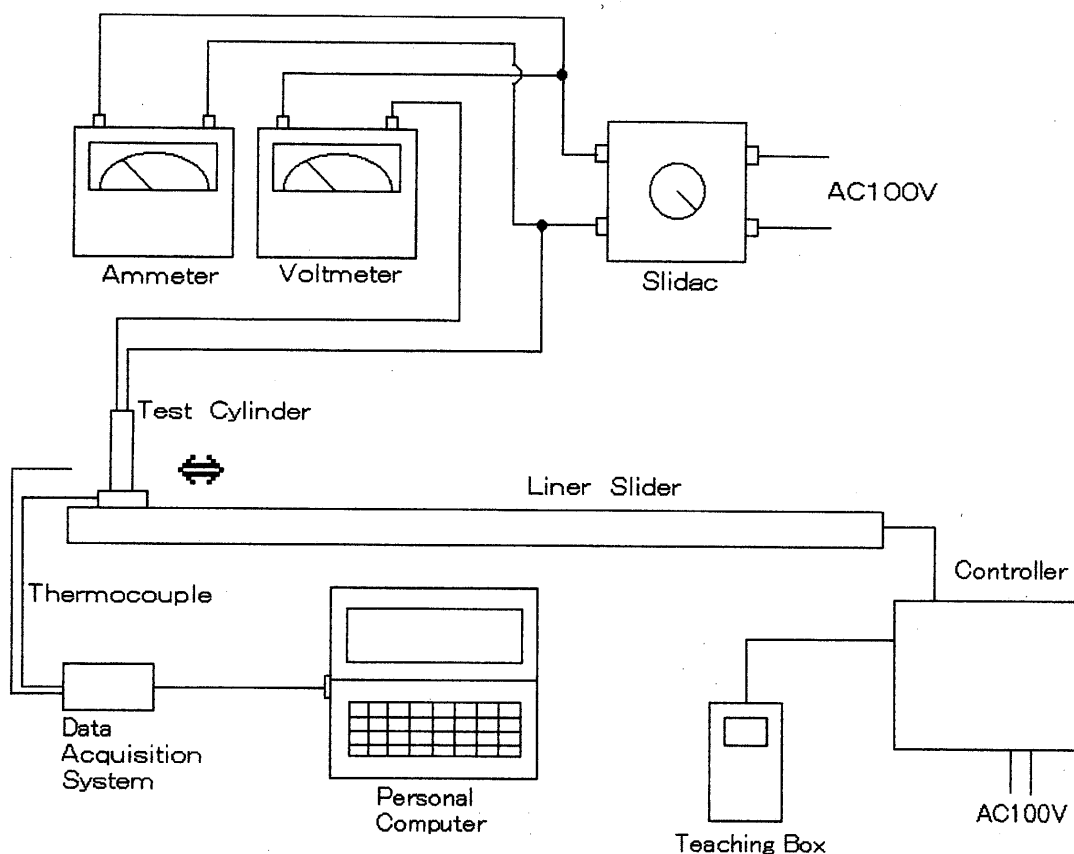 AC100V
Ammeter
Voltmeter
Slidac
Test Cylinder
Liner Slider
Controller
Thermocouple
Data
Acquisition
System
Personal
Computer
AC100V
Teaching Box